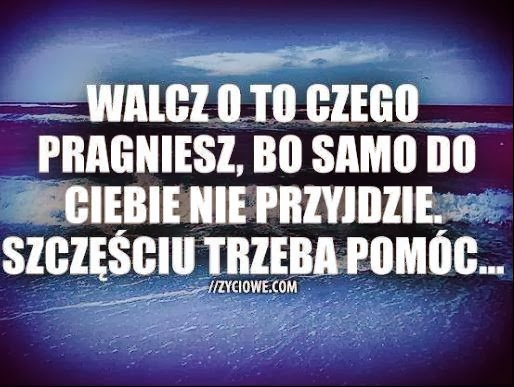 WALCZ O TO CZEGO
PRAGNIESZ, BO SAMO DO
CIEBIE NIE PRZYJDZIE.
SZCZĘŚCIU TRZEBA POMÓC...
//ZYCIOWE.COM